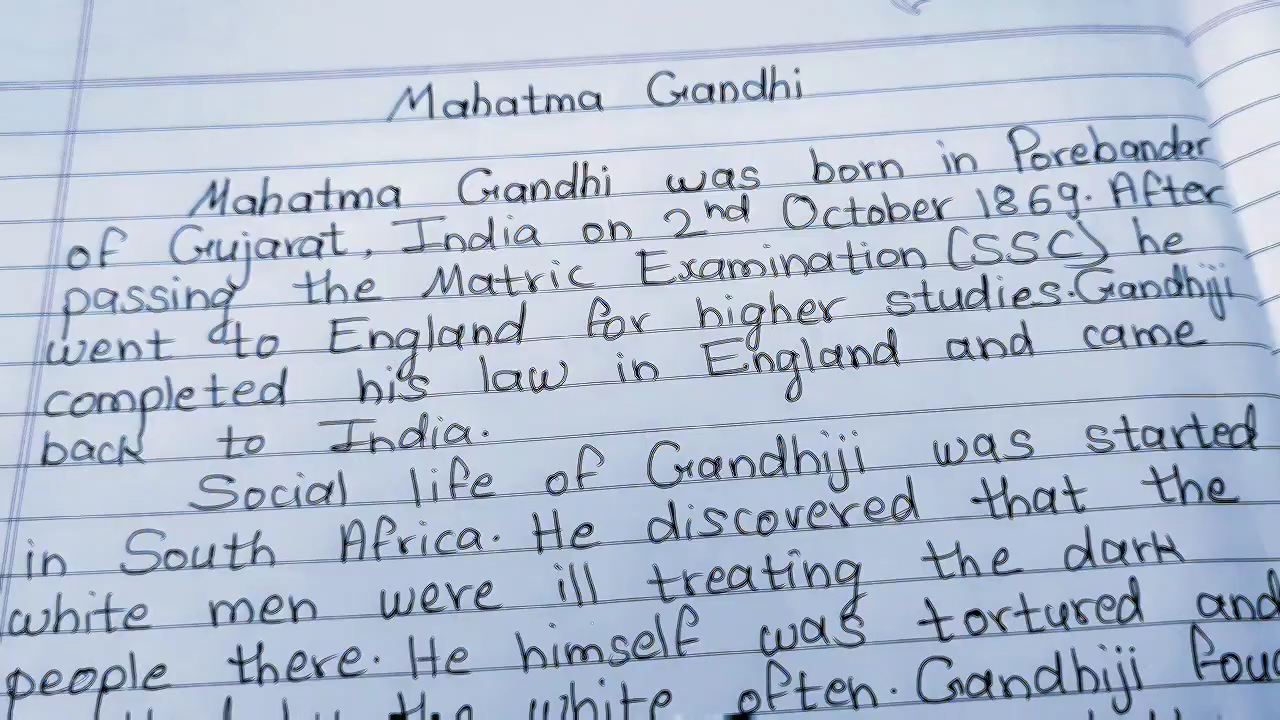 Mahatma Gandhi
Mahatma Gandhi was born in Porebandar
of Gujarat, India on 2nd October 1869. After
passing the Matric Examination (SSC) he
went to England for higher studies. Gandhiji
completed his law in England and came
back to India.
Social life of Gandhiji was started
in South Africa. He discovered that the
white men were ill treating the dark
people there. He himself was tortured and
white often. Gandhiji